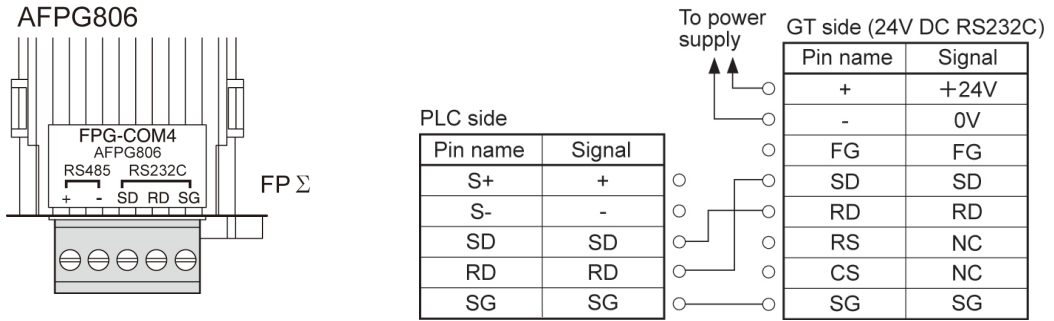 AFPG806
FPG-COM4
AFPG806
RS485 RS232C
+ - SD RD SG
FP Σ
PLC side
Pin name Signal
S+ +
S- -
SD SD
RD RD
SG SG
To power
supply
GT side (24V DC RS232C)
Pin name Signal
+ +24V
- 0V
FG FG
SD SD
RD RD
RS NC
CS NC
SG SG